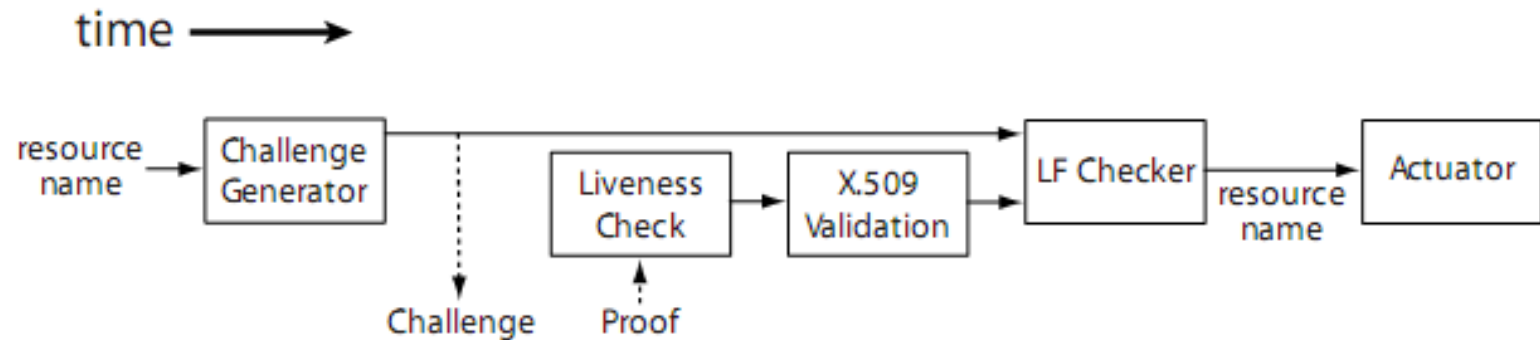 time
resource
name
Challenge
Generator
Liveness
Check
X.509
Validation
LF Checker
resource
name
Actuator
Challenge
Proof